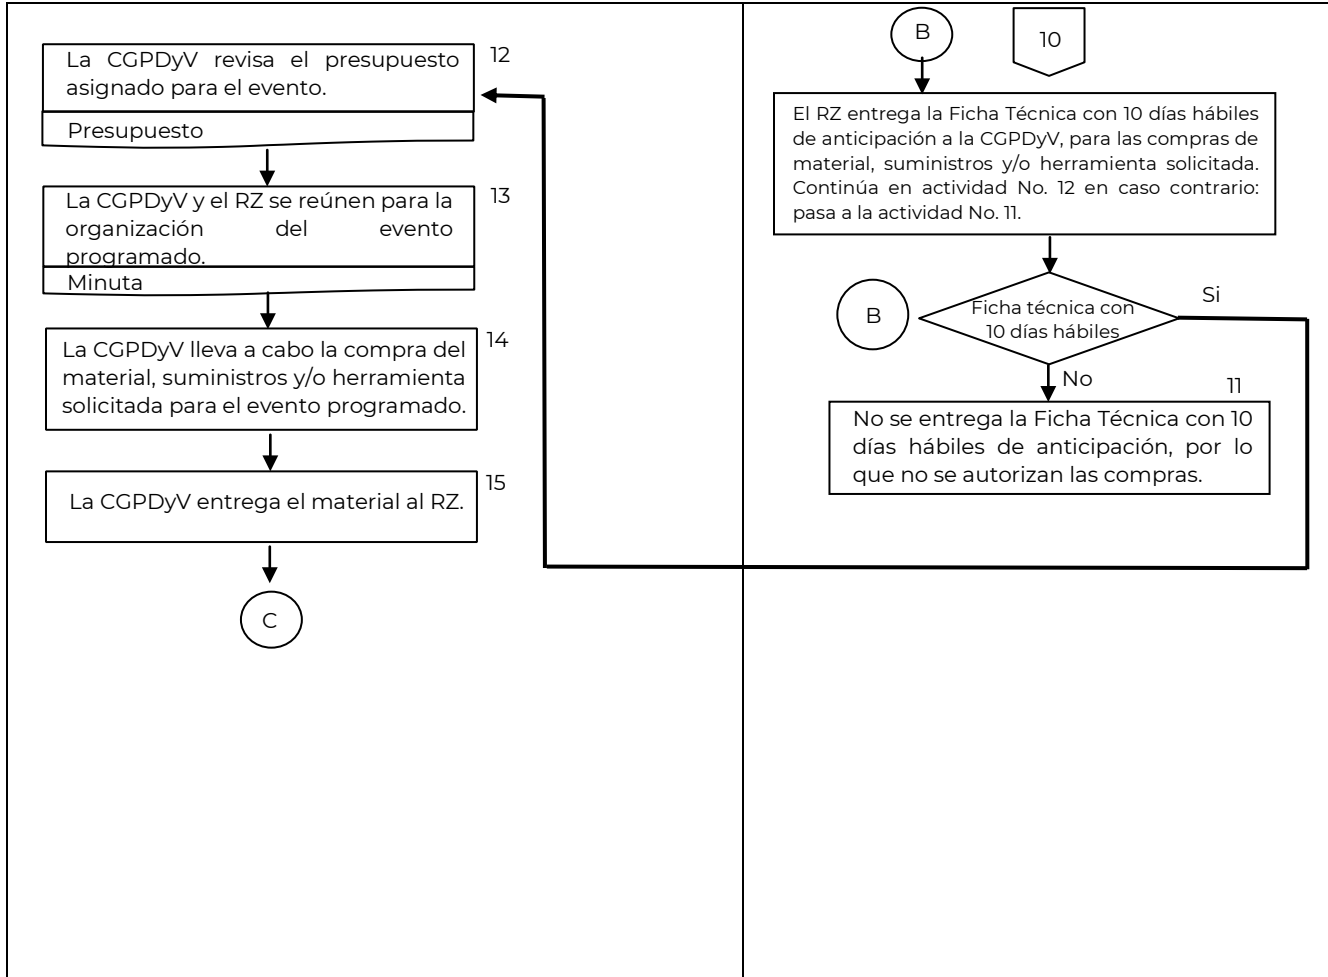 La CGPDyV revisa el presupuesto
asignado para el evento.
12
Presupuesto
La CGPDyV y el RZ se reúnen para la
organización del evento
programado.
13
Minuta
La CGPDyV lleva a cabo la compra del
material, suministros y/o herramienta
solicitada para el evento programado.
14
La CGPDyV entrega el material al RZ.
15
C
B
10
El RZ entrega la Ficha Técnica con 10 días hábiles
de anticipación a la CGPDyV, para las compras de
material, suministros y/o herramienta solicitada.
Continúa en actividad No. 12 en caso contrario:
pasa a la actividad No. 11.
B
Ficha técnica con
10 días hábiles
Si
No
11
No se entrega la Ficha Técnica con 10
días hábiles de anticipación, por lo
que no se autorizan las compras.